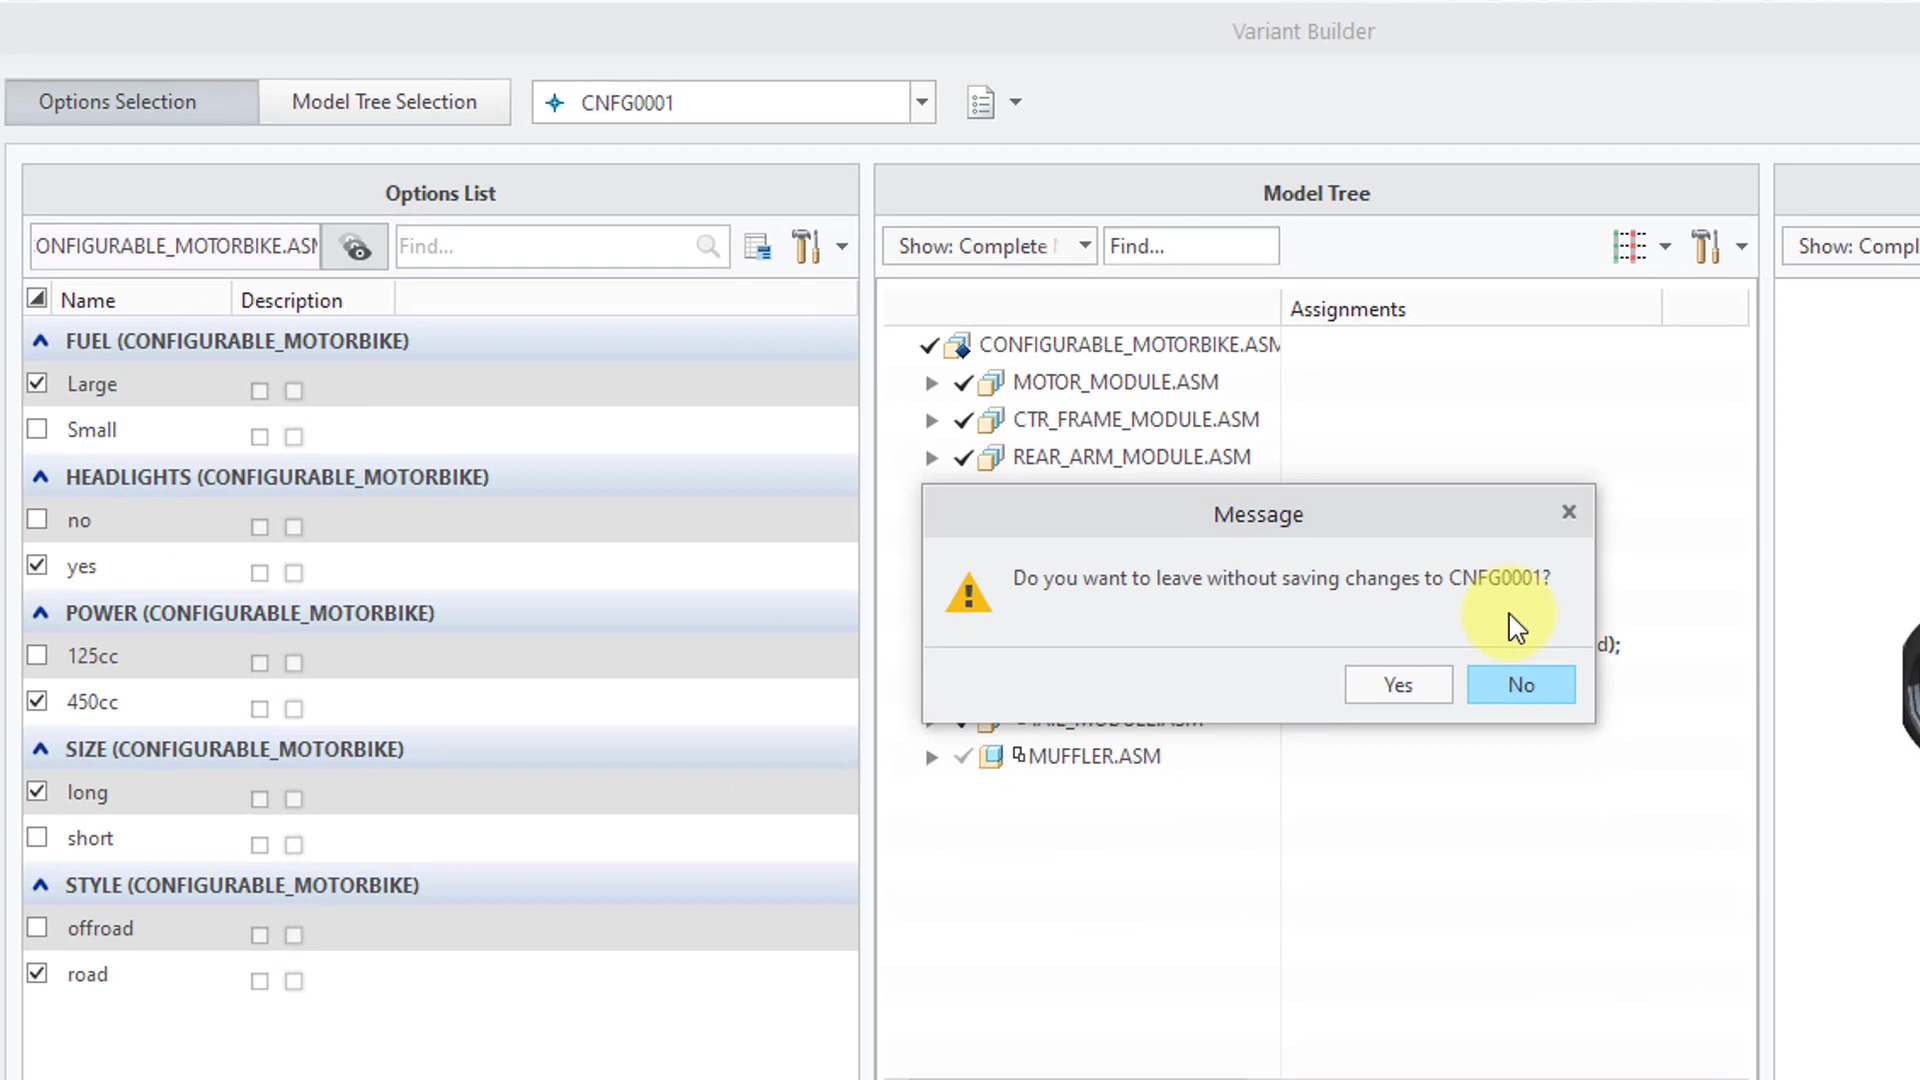 Variant Builder
Options Selection
Model Tree Selection
CNFG0001
Options List
Model Tree
ONFIGURABLE_MOTORBIKE.ASM
Find...
Show: Complete
Find...
Show: Compl
Name
Description
Assignments
FUEL (CONFIGURABLE_MOTORBIKE)
Large
Small
HEADLIGHTS (CONFIGURABLE_MOTORBIKE)
no
yes
POWER (CONFIGURABLE_MOTORBIKE)
125cc
450cc
SIZE (CONFIGURABLE_MOTORBIKE)
long
short
STYLE (CONFIGURABLE_MOTORBIKE)
offroad
road
CONFIGURABLE_MOTORBIKE.ASM
MOTOR_MODULE.ASM
CTR_FRAME_MODULE.ASM
REAR_ARM_MODULE.ASM
Message
Do you want to leave without saving changes to CNFG0001?
d);
Yes
No
MUFFLER.ASM